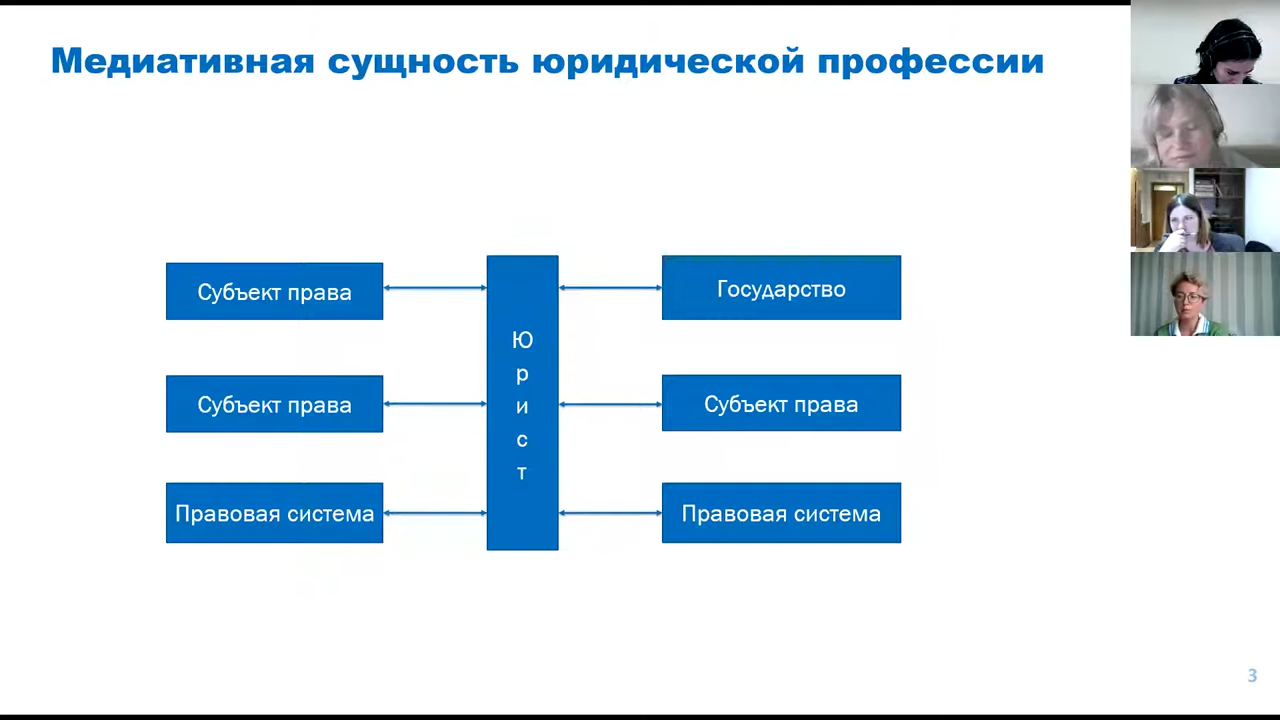 Медиативная сущность юридической профессии
Субъект права
Государство
Ю
р
и
с
т
Субъект права
Субъект права
Правовая система
Правовая система
3